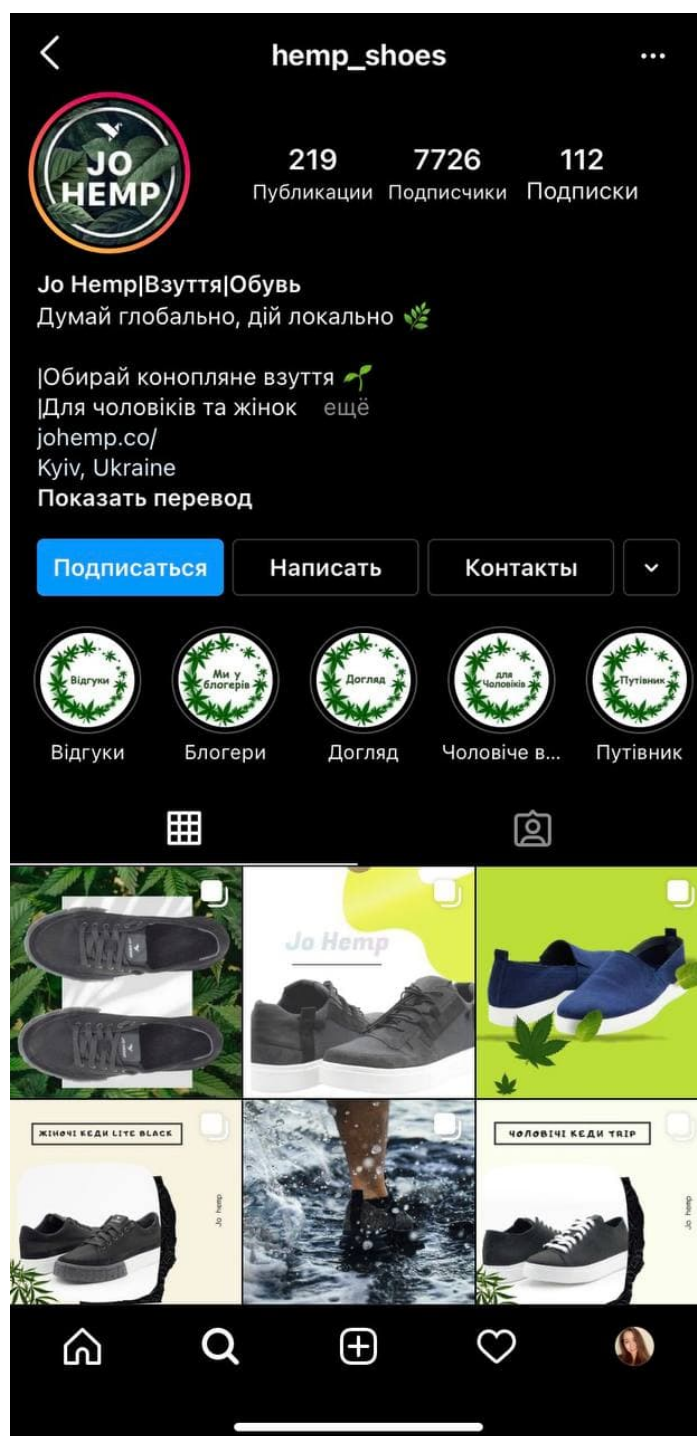 hemp_shoes
JO
HEMP
219 7726 112
Публикации Подписчики Подписки
Jo Hemp|Взуття|Обувь
Думай глобально, дій локально
|Обирай конопляне взуття
|Для чоловіків та жінок ещё
johemp.co/
Kyiv, Ukraine
Показать перевод
Подписаться Написать Контакты
Відгуки
Ми у
блогерів
Догляд
для
Чоловіків
Путівник
Відгуки Блогери Догляд Чоловіче в... Путівник
Jo Hemp
ЖІНОЧІ КЕДИ LITE BLACK
Jo hemp
ЧОЛОВІЧІ КЕДИ TRIP
Jo hemp